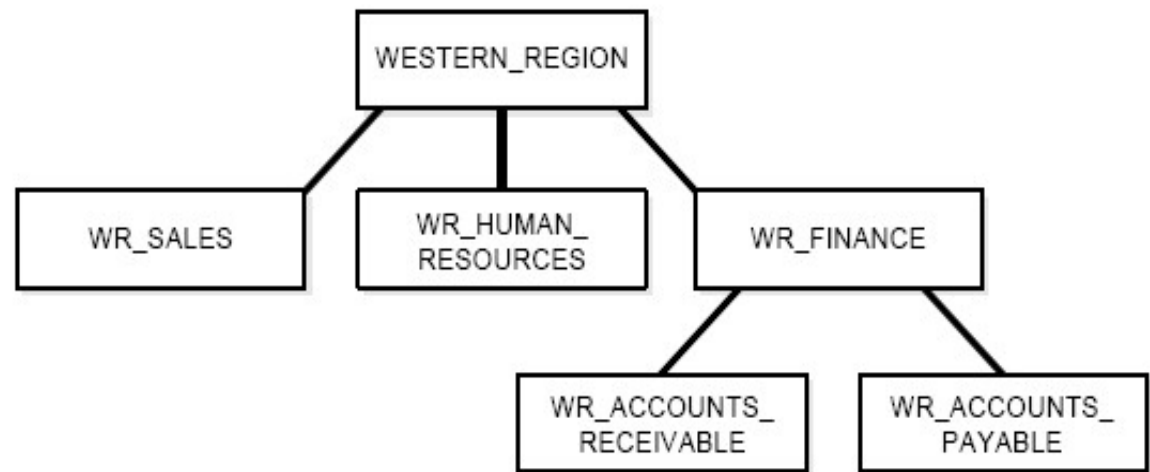 WESTERN_REGION
WR_SALES
WR_HUMAN_
RESOURCES
WR_FINANCE
WR_ACCOUNTS_
RECEIVABLE
WR_ACCOUNTS_
PAYABLE